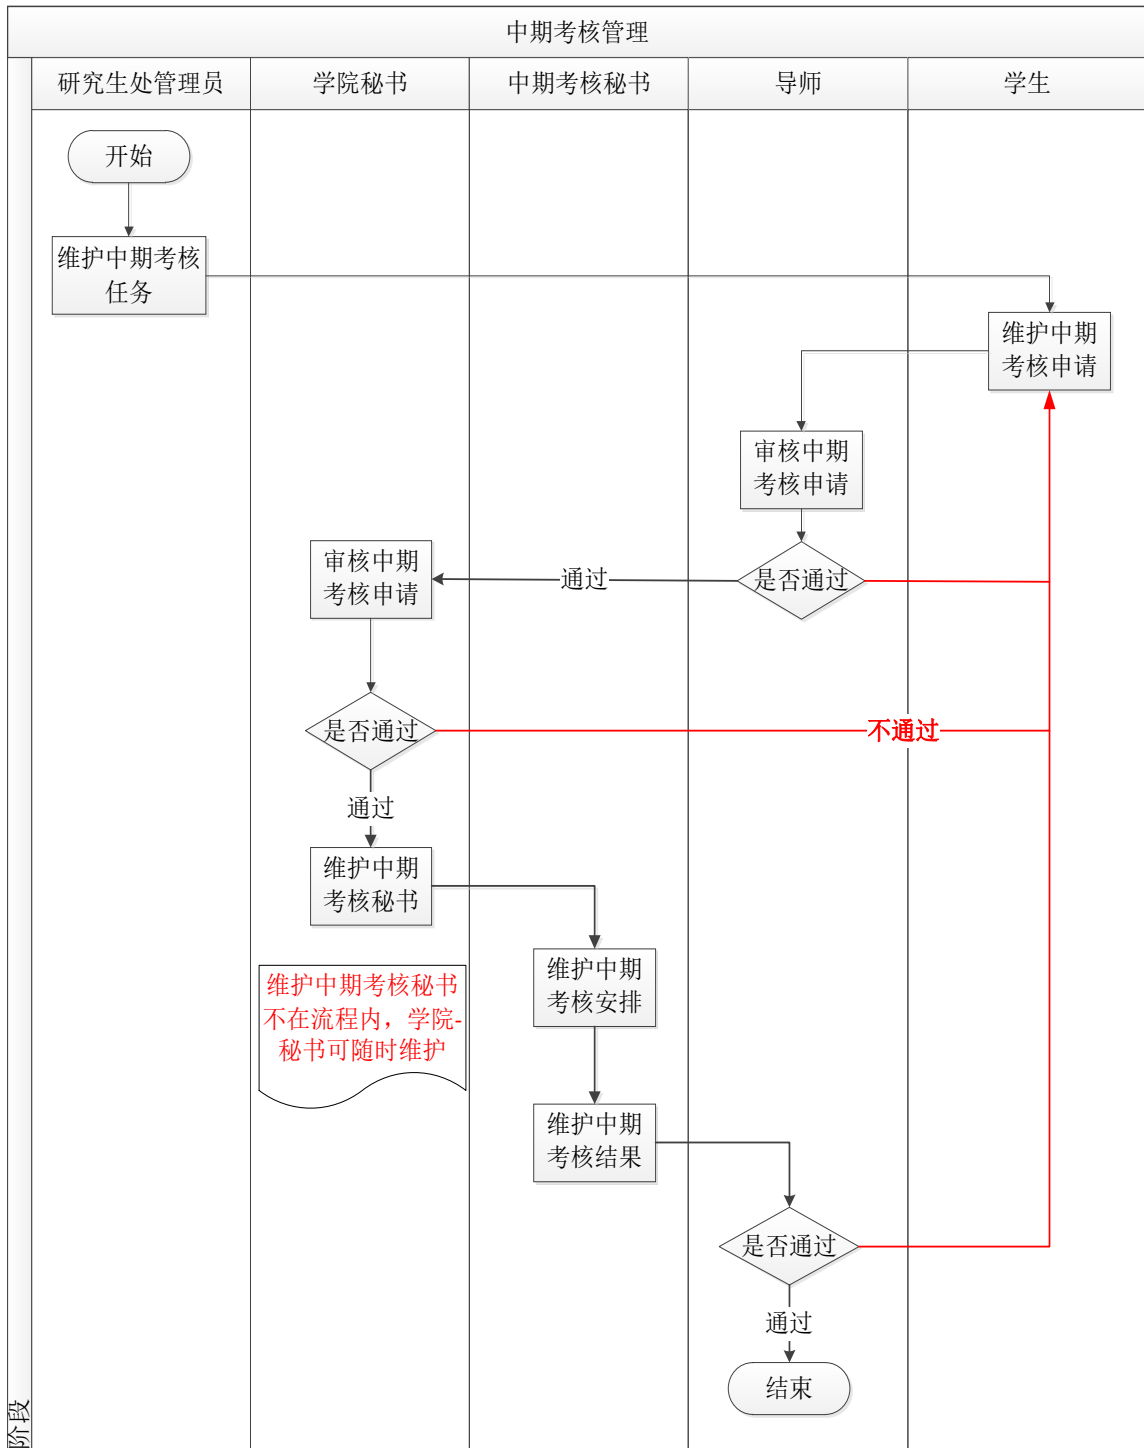 中期考核管理
研究生处管理员
学院秘书
中期考核秘书
导师
学生
开始
维护中期考核
任务
维护中期
考核申请
审核中期
考核申请
是否通过
通过
审核中期
考核申请
是否通过
不通过
通过
维护中期
考核秘书
维护中期考核秘书
不在流程内，学院-
秘书可随时维护
维护中期
考核安排
维护中期
考核结果
是否通过
通过
结束
阶段